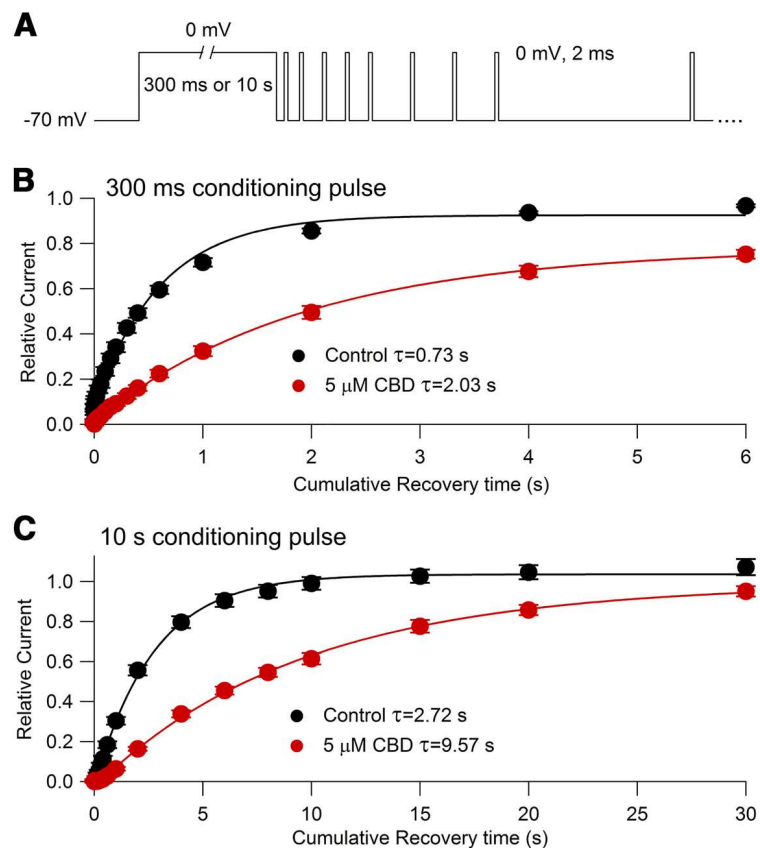 A
0 mV
0 mV, 2 ms
300 ms or 10 s
-70 mV
B
300 ms conditioning pulse
1.0
0.8
0.6
0.4
0.2
0.0
Relative Current
Control τ=0.73 s
5 μM CBD τ=2.03 s
0 1 2 3 4 5 6
Cumulative Recovery time (s)
C
10 s conditioning pulse
1.0
0.8
0.6
0.4
0.2
0.0
Relative Current
Control τ=2.72 s
5 μM CBD τ=9.57 s
0 5 10 15 20 25 30
Cumulative Recovery time (s)